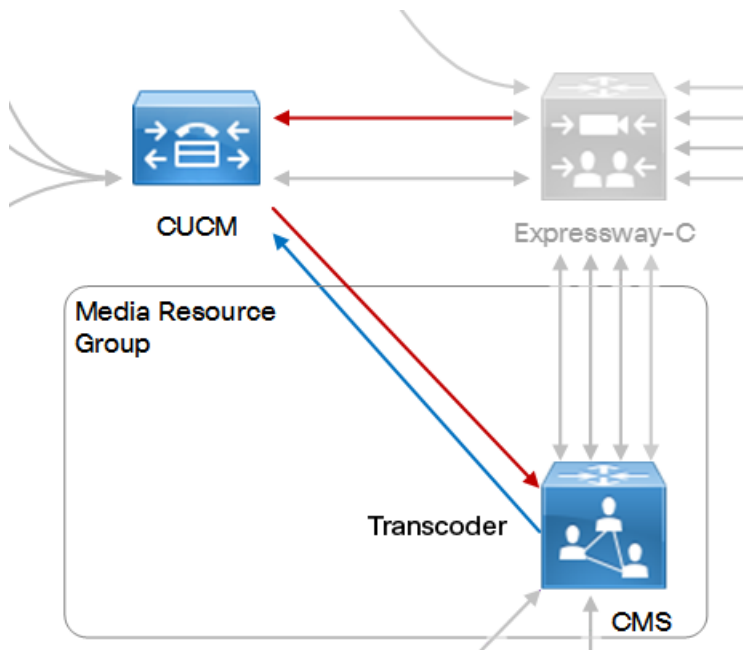 CUCM
Expressway-C
Media Resource
Group
Transcoder
CMS